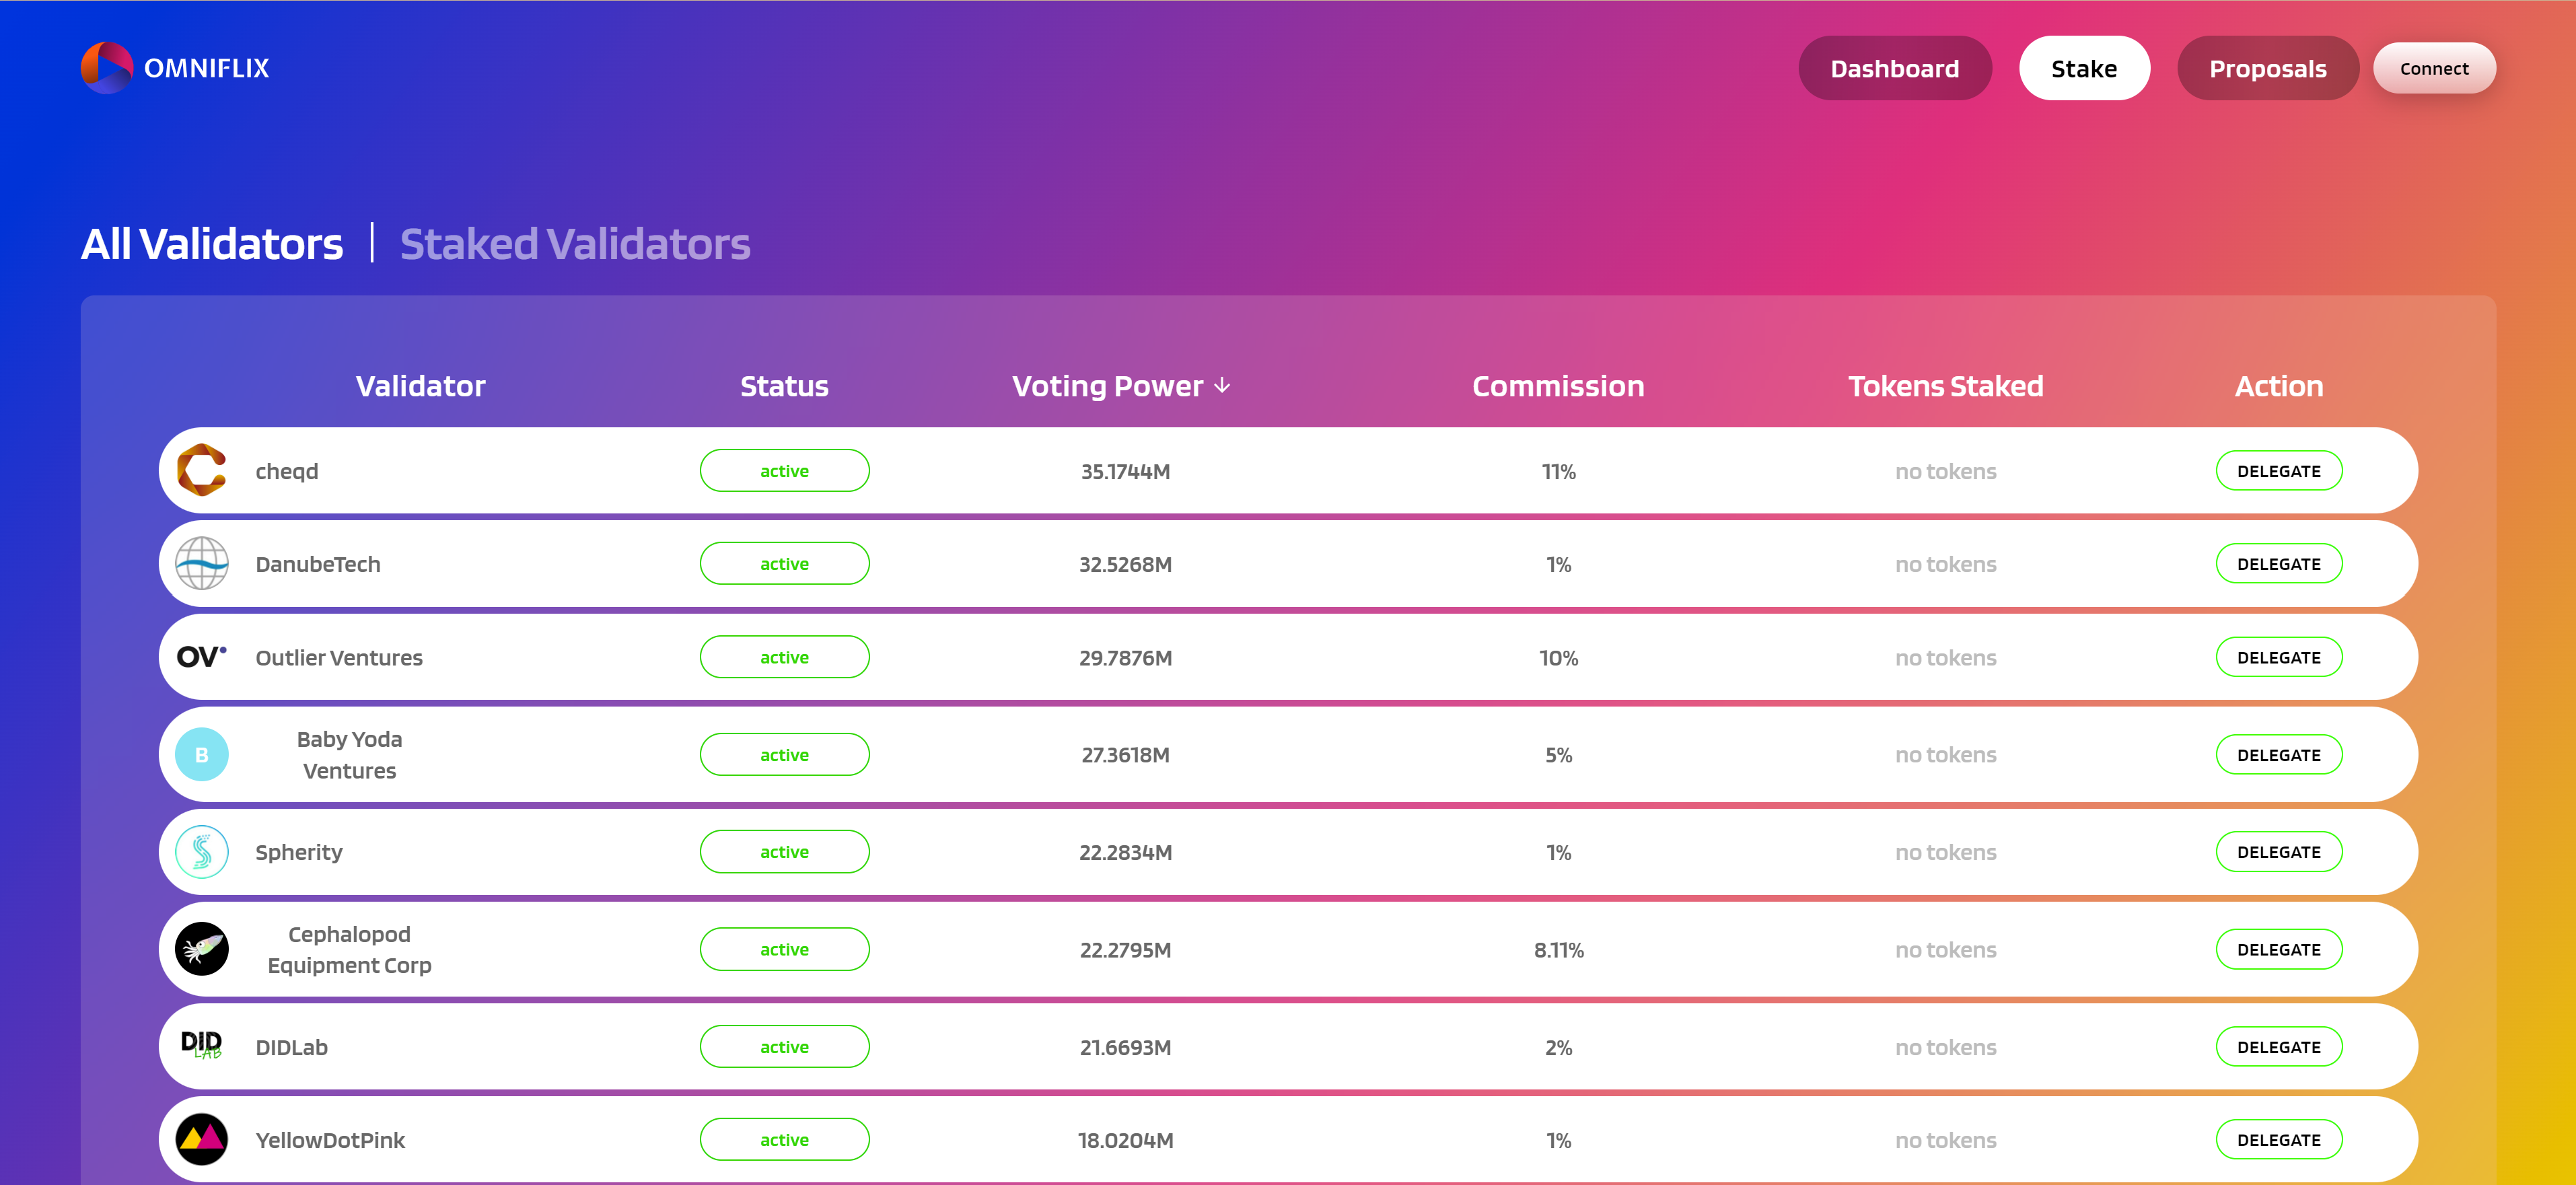 OMNIFLIX
Dashboard Stake Proposals Connect
All Validators | Staked Validators
Validator Status Voting Power ↓ Commission Tokens Staked Action
cheqd active 35.1744M 11% no tokens DELEGATE
DanubeTech active 32.5268M 1% no tokens DELEGATE
OV Outlier Ventures active 29.7876M 10% no tokens DELEGATE
B Baby Yoda
Ventures active 27.3618M 5% no tokens DELEGATE
Spherity active 22.2834M 1% no tokens DELEGATE
Cephalopod
Equipment Corp active 22.2795M 8.11% no tokens DELEGATE
DID
LAB
DIDLab active 21.6693M 2% no tokens DELEGATE
YellowDotPink active 18.0204M 1% no tokens DELEGATE